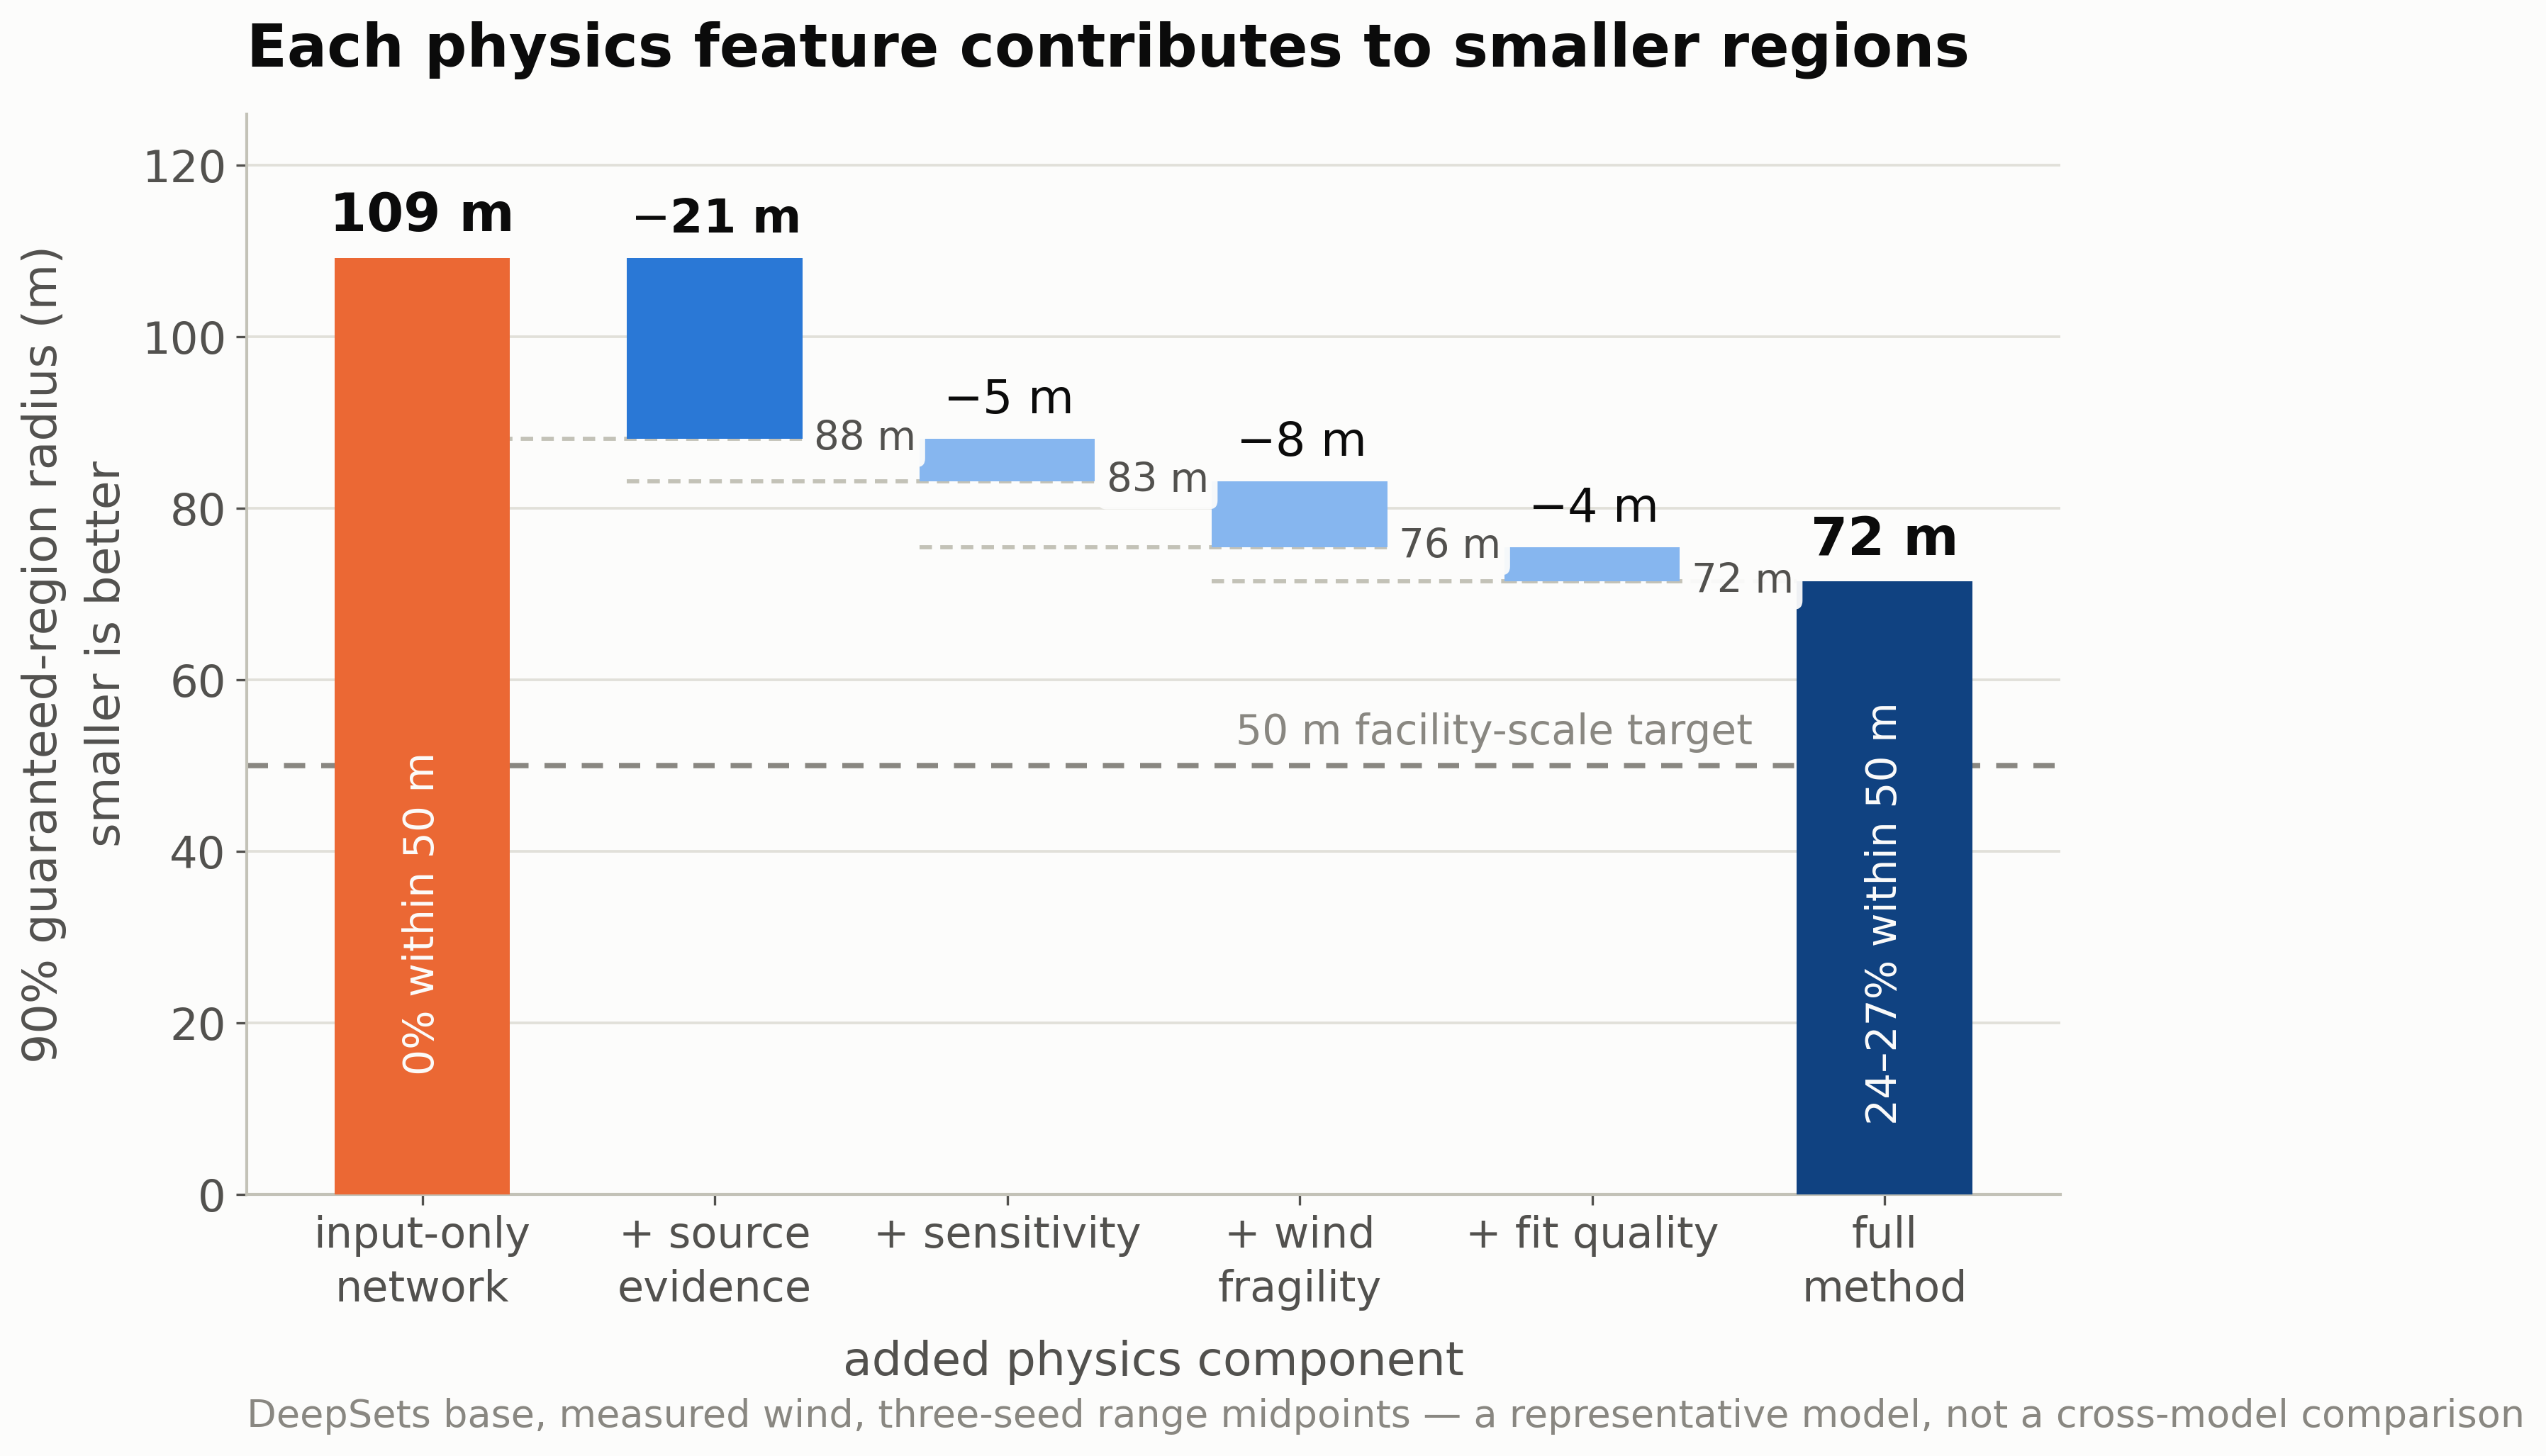 Each physics feature contributes to smaller regions
90% guaranteed-region radius (m)
smaller is better
120
100
80
60
40
20
0
109 m
−21 m
88 m
−5 m
83 m
−8 m
76 m
−4 m
72 m
72 m
50 m facility-scale target
0% within 50 m
24–27% within 50 m
input-only
network
+ source
evidence
+ sensitivity
+ wind
fragility
+ fit quality
full
method
added physics component
DeepSets base, measured wind, three-seed range midpoints — a representative model, not a cross-model comparison